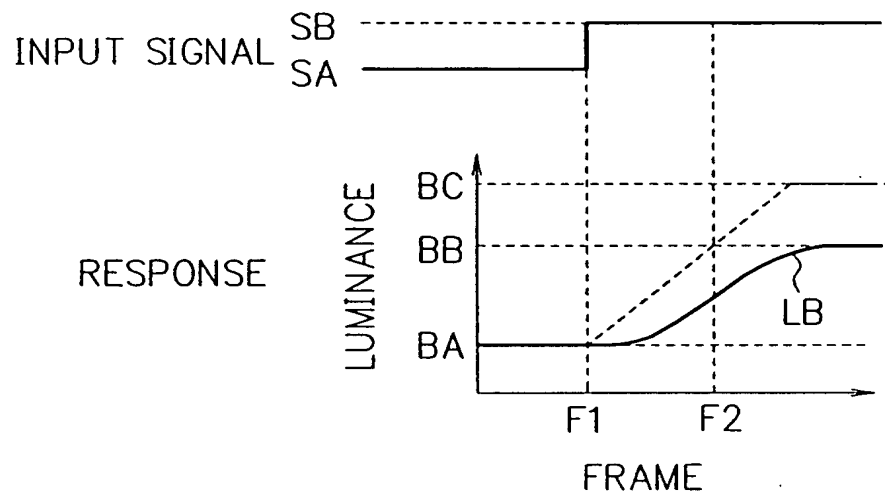 INPUT SIGNAL
SB
SA
RESPONSE
LUMINANCE
BC
BB
BA
LB
F1 F2
FRAME